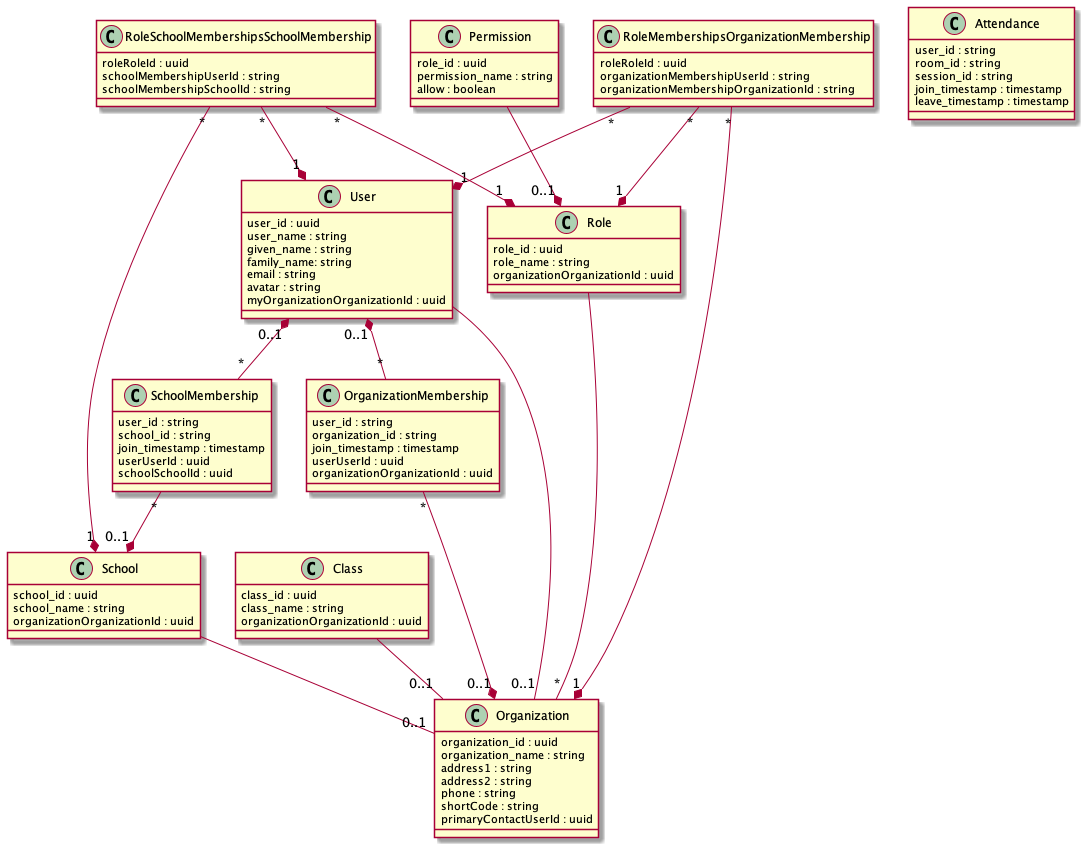 C RoleSchoolMembershipsSchoolMembership
roleRoleId : uuid
schoolMembershipUserId : string
schoolMembershipSchoolId : string
C Permission
role_id : uuid
permission_name : string
allow : boolean
C RoleMembershipsOrganizationMembership
roleRoleId : uuid
organizationMembershipUserId : string
organizationMembershipOrganizationId : string
C Attendance
user_id : string
room_id : string
session_id : string
join_timestamp : timestamp
leave_timestamp : timestamp
* * * * * *
1 1 1 0..1 1
C User
user_id : uuid
user_name : string
given_name : string
family_name: string
email : string
avatar : string
myOrganizationOrganizationId : uuid
C Role
role_id : uuid
role_name : string
organizationOrganizationId : uuid
0..1 0..1
* *
C SchoolMembership
user_id : string
school_id : string
join_timestamp : timestamp
userUserId : uuid
schoolSchoolId : uuid
C OrganizationMembership
user_id : string
organization_id : string
join_timestamp : timestamp
userUserId : uuid
organizationOrganizationId : uuid
* *
1 0..1
C School
school_id : uuid
school_name : string
organizationOrganizationId : uuid
C Class
class_id : uuid
class_name : string
organizationOrganizationId : uuid
0..1 0..1 0..1 * 1
0..1
C Organization
organization_id : uuid
organization_name : string
address1 : string
address2 : string
phone : string
shortCode : string
primaryContactUserId : uuid